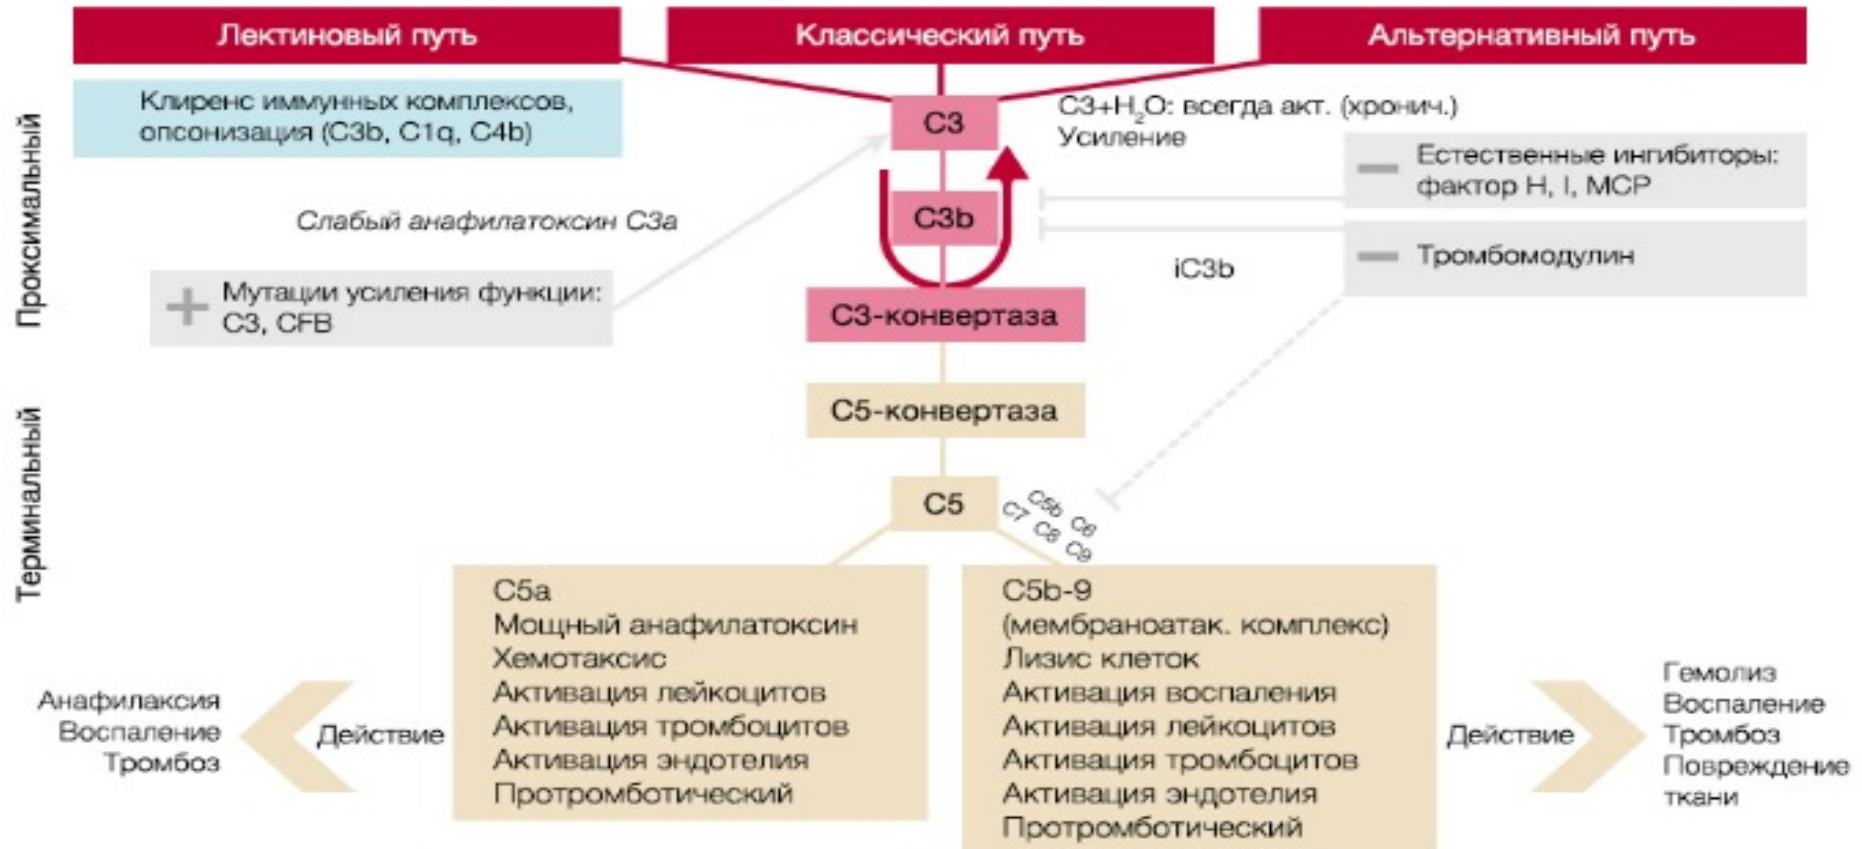 Лектиновый путь
Классический путь
Альтернативный путь
Проксимальный
Клиренс иммунных комплексов,
опсонизация (C3b, C1q, C4b)
C3
C3+H₂O: всегда акт. (хронич.)
Усиление
Естественные ингибиторы:
фактор H, I, MCP
Слабый анафилатоксин C3a
C3b
Тромбомодулин
iC3b
Мутации усиления функции:
C3, CFB
C3-конвертаза
Терминальный
C5-конвертаза
C5
C5b C6
C7 C8 C9
C5a
Мощный анафилатоксин
Хемотаксис
Активация лейкоцитов
Активация тромбоцитов
Активация эндотелия
Протромботический
C5b-9
(мембраноатак. комплекс)
Лизис клеток
Активация воспаления
Активация лейкоцитов
Активация тромбоцитов
Активация эндотелия
Протромботический
Анафилаксия
Воспаление
Тромбоз
Действие
Действие
Гемолиз
Воспаление
Тромбоз
Повреждение
ткани